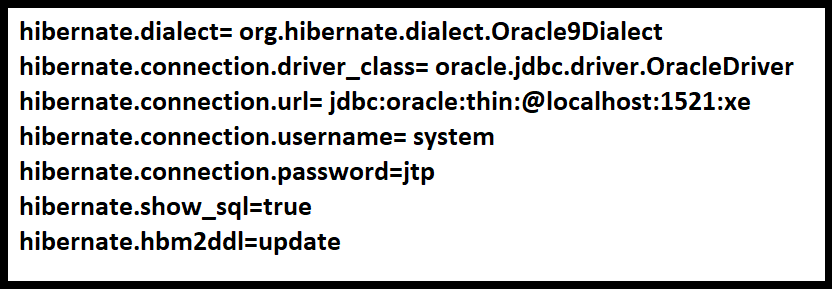 hibernate.dialect= org.hibernate.dialect.Oracle9Dialect
hibernate.connection.driver_class= oracle.jdbc.driver.OracleDriver
hibernate.connection.url= jdbc:oracle:thin:@localhost:1521:xe
hibernate.connection.username= system
hibernate.connection.password=jtp
hibernate.show_sql=true
hibernate.hbm2ddl=update